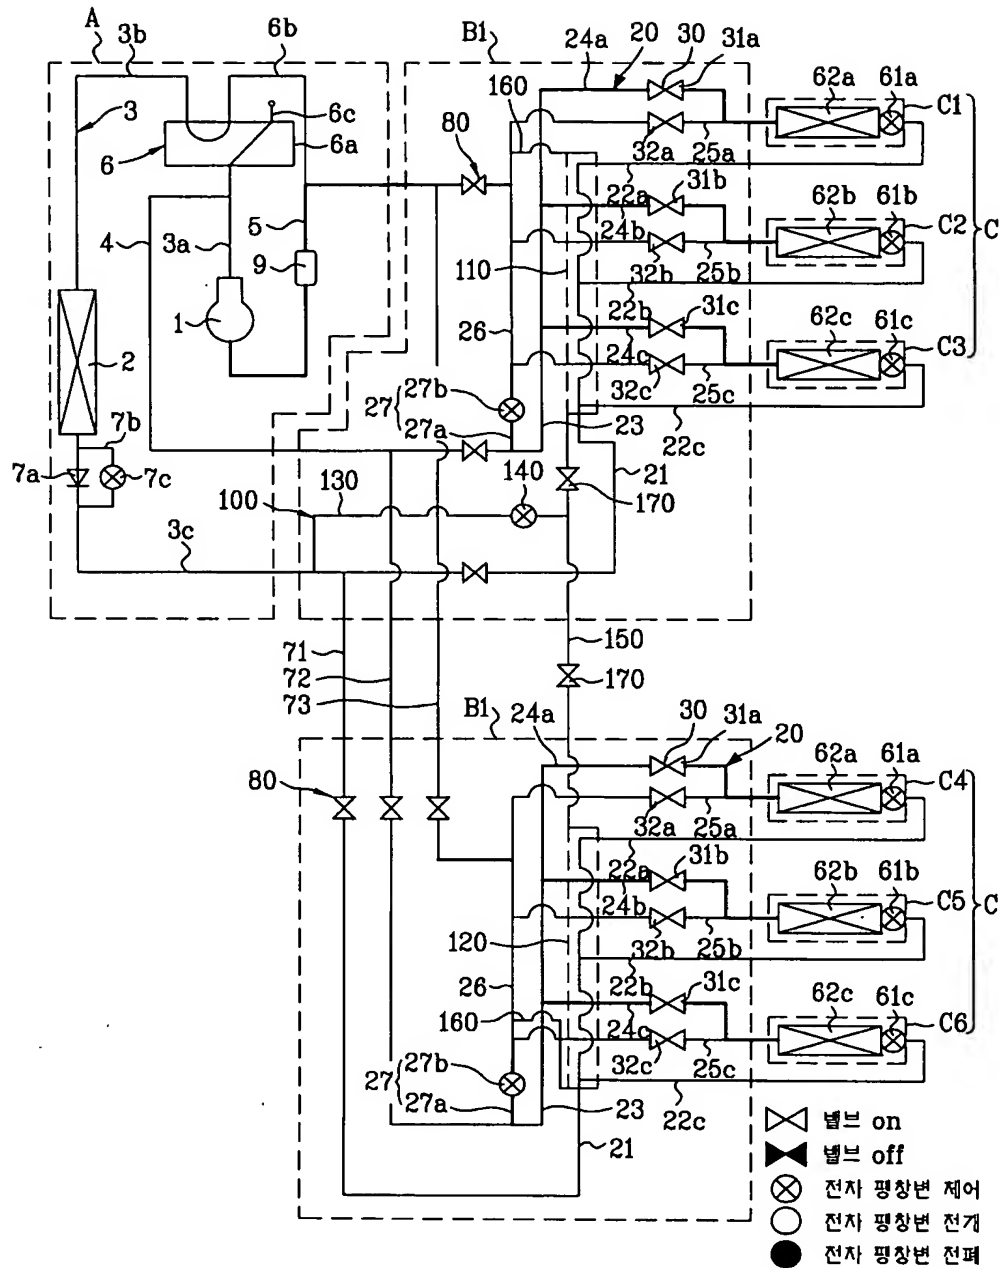 A
3b
6b
B1
24a
20
30
31a
160
62a
61a
C1
3
6c
6
6a
80
32a
25a
22a
31b
62b
61b
C2
C
4
3a
5
24b
9
110
32b
25b
22b
31c
1
26
62c
61c
C3
2
24c
32c
25c
27
27b
27a
23
22c
7b
7a
7c
21
140
170
130
100
3c
71
150
72
170
73
B1
24a
30
31a
20
62a
61a
C4
80
32a
25a
22a
31b
62b
61b
C5
C
24b
120
32b
25b
22b
31c
26
62c
61c
C6
160
24c
32c
25c
27
27b
27a
23
22c
21
밸브 on
밸브 off
전자 팽창변 제어
전자 팽창변 전개
전자 팽창변 전폐